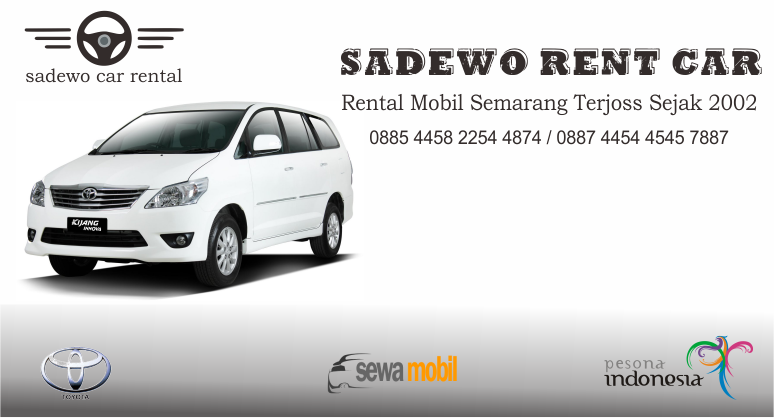 sadewo car rental
SADEWO RENT CAR
Rental Mobil Semarang Terjoss Sejak 2002
0885 4458 2254 4874 / 0887 4454 4545 7887
KIJANG
INNOVA
TOYOTA
sewa mobil
pesona
indonesia